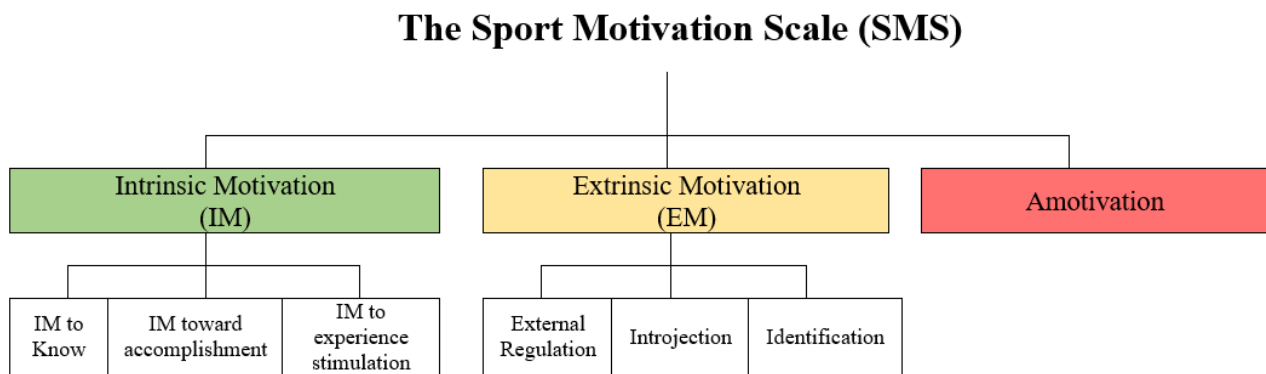 The Sport Motivation Scale (SMS)
Intrinsic Motivation
(IM)
Extrinsic Motivation
(EM)
Amotivation
IM to
Know
IM toward
accomplishment
IM to
experience
stimulation
External
Regulation
Introjection
Identification